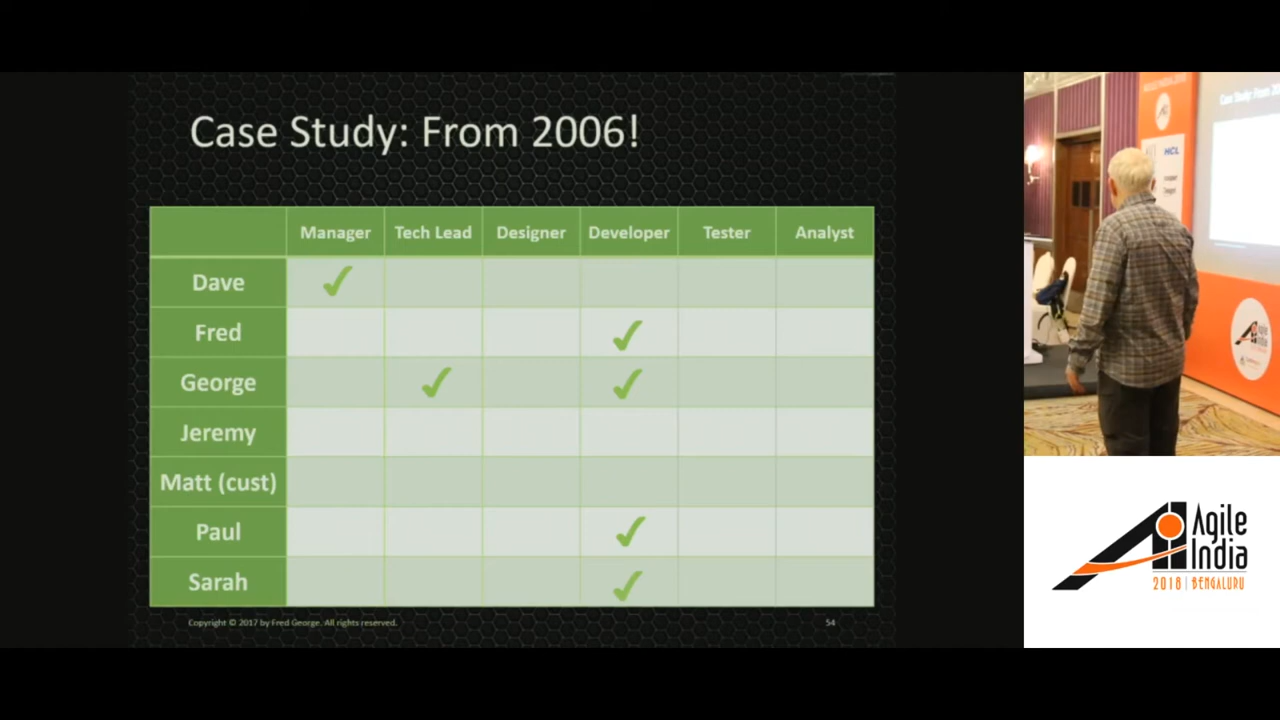 Case Study: From 2006!
Manager Tech Lead Designer Developer Tester Analyst
Dave ✓
Fred ✓
George ✓ ✓
Jeremy
Matt (cust)
Paul ✓
Sarah ✓
Copyright © 2017 by Fred George. All rights reserved.
54
HCL
Agile
India
2018 | BENGALURU